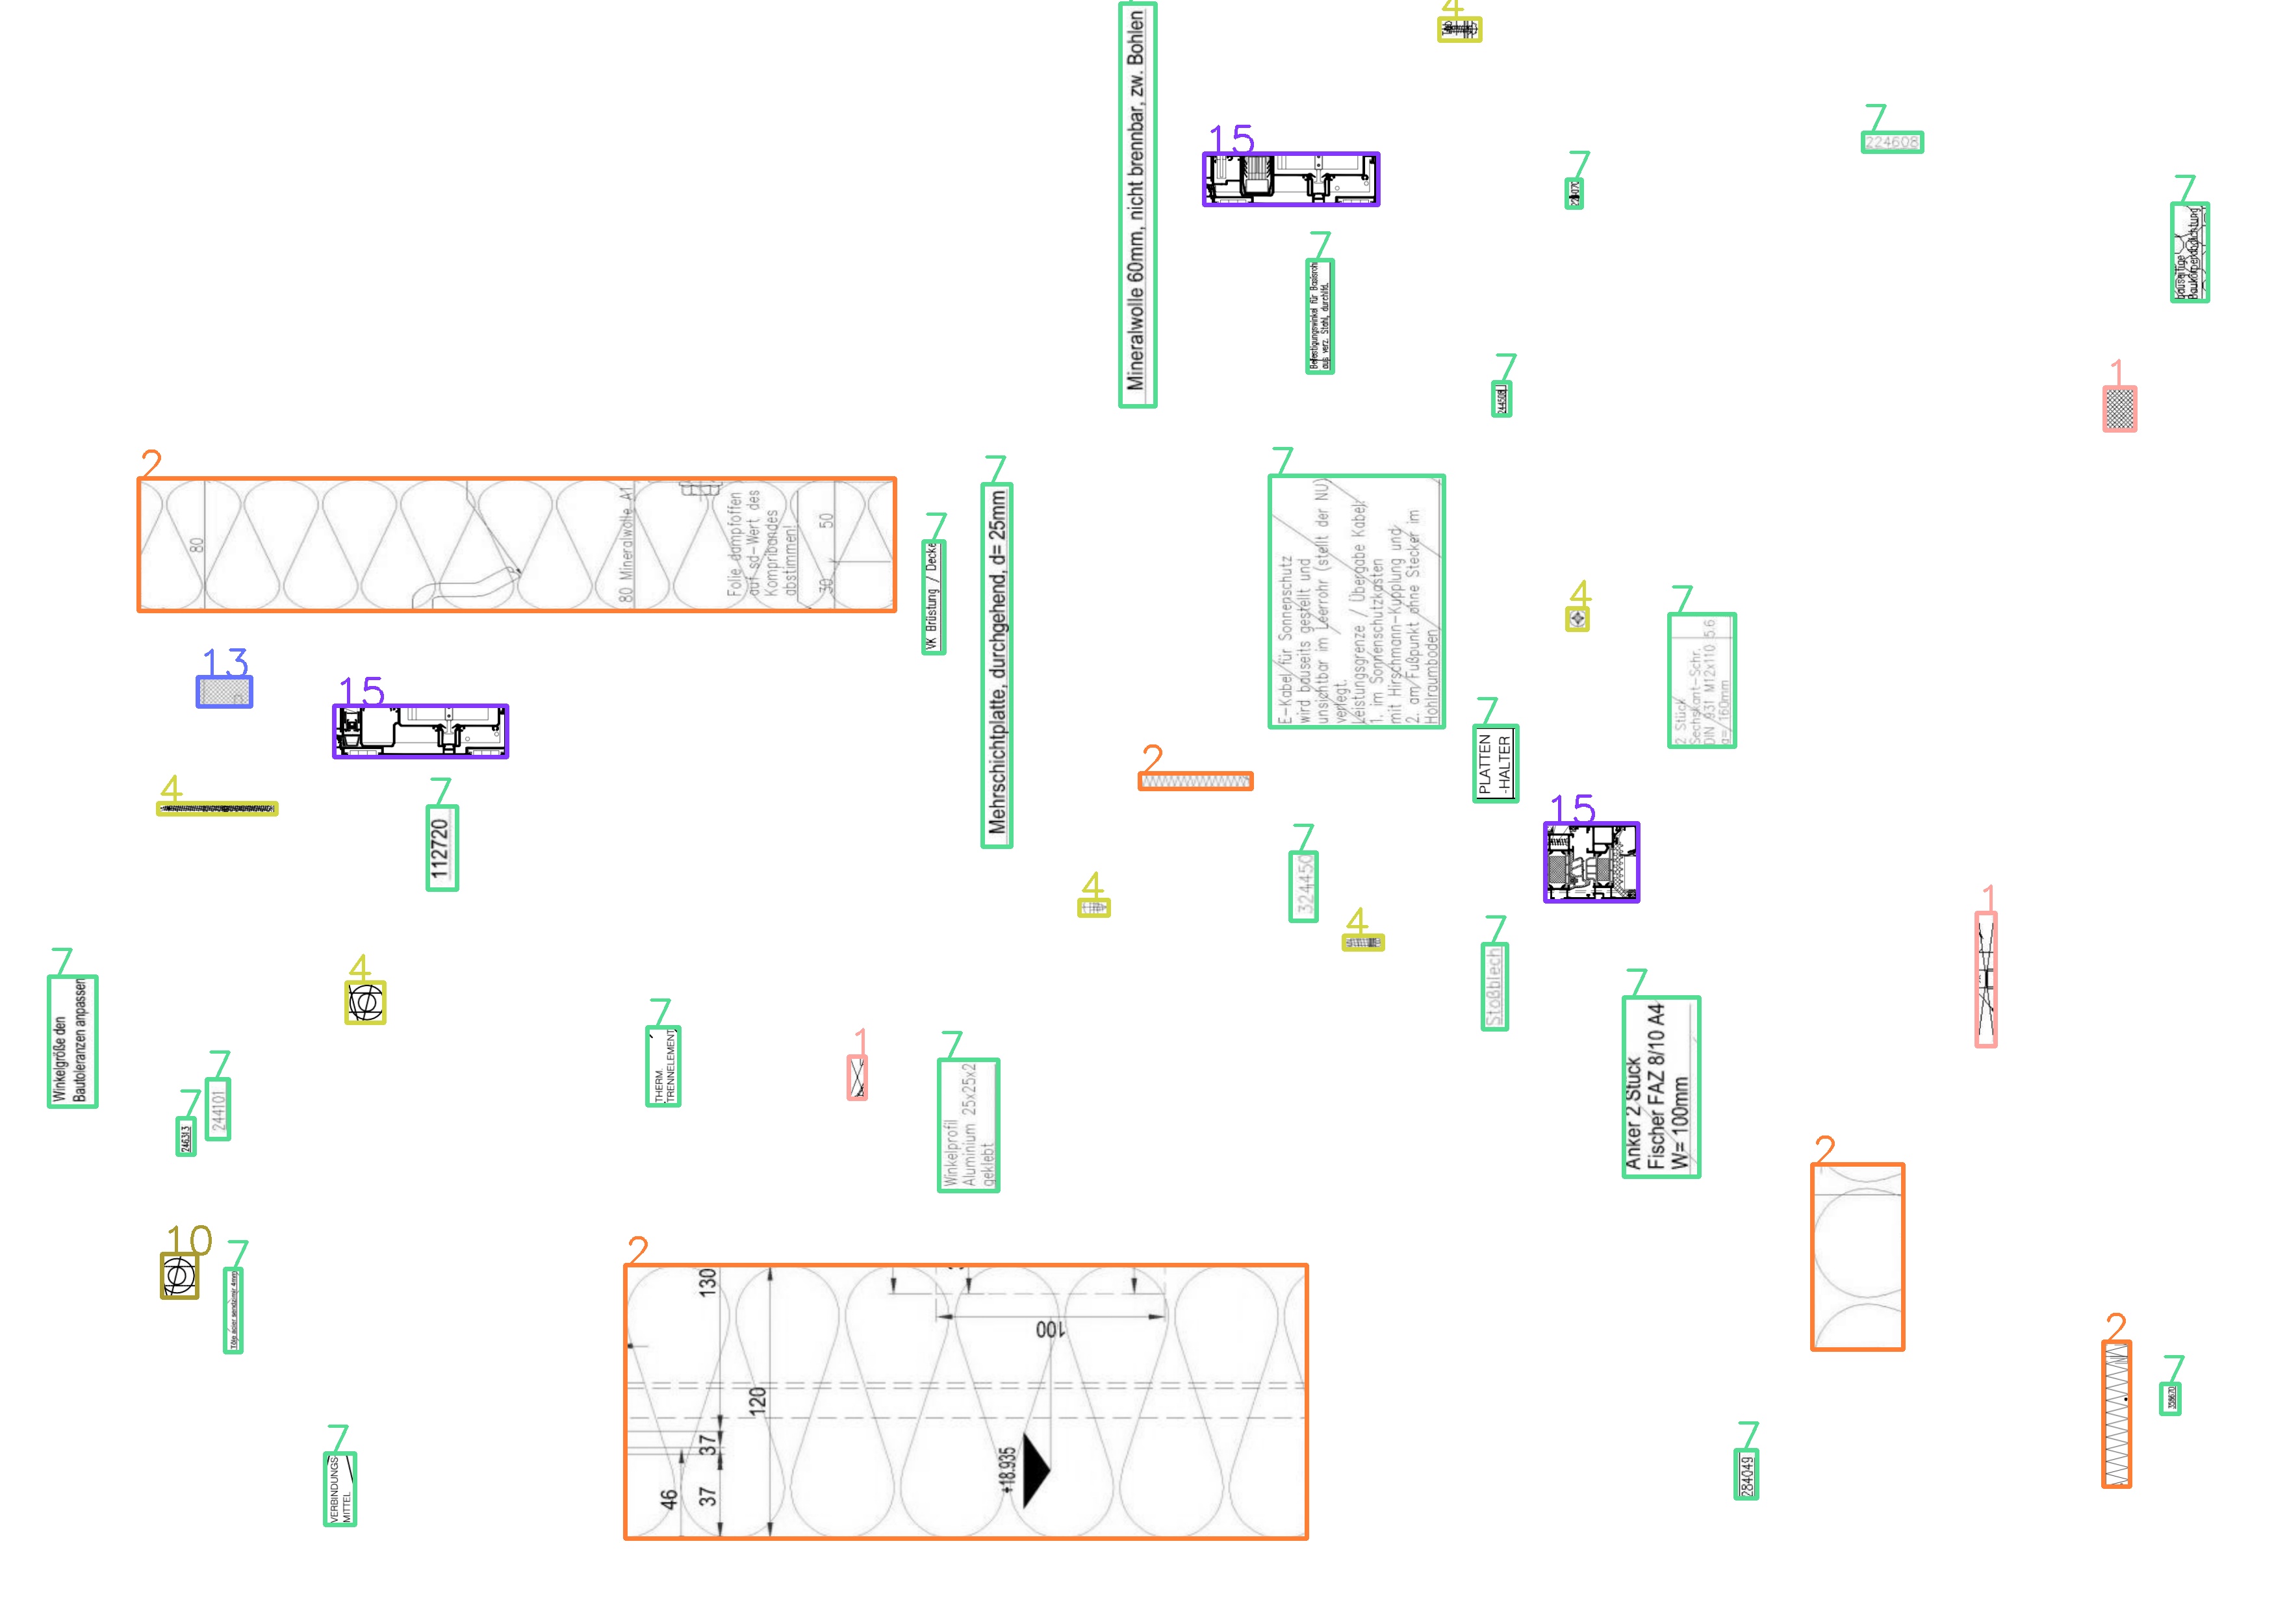 4
Mineralwolle 60mm, nicht brennbar, zw. Bohlen
15
7
224608
7
7
Befestigungswinkel für Basisrohr
aus verz. Stahl, durchlfd.
7
bauseitige
7
244508
1
2
80
80 Mineralwolle A1
Folie dampfoffen
auf sd-Wert des
Kompribandes
abstimmen!
30 50
7
VK Brüstung / Decke
7
Mehrschichtplatte, durchgehend, d= 25mm
7
E-Kabel für Sonnenschutz
wird bauseits gestellt und
unsichtbar im Leerrohr (stellt der NU)
verlegt.
Leistungsgrenze / Übergabe Kabel:
1. im Sonnenschutzkasten
mit Hirschmann-Kupplung und
2. am Fußpunkt ohne Stecker im
Hohlraumboden
4
7
2 Stück
Sechskant-Schr.
DIN 931 M12x110 5.6
a= 160mm
13
15
7
PLATTEN
-HALTER
2
4
7
112720
15
7
324450
4
4
7
Stoßblech
1
7
Winkelgröße den
Bautoleranzen anpassen
4
7
Anker 2 Stück
Fischer FAZ 8/10 A4
W= 100mm
7
THERM.
TRENNELEMENT
1
7
Winkelprofil
Aluminium 25x25x2
geklebt
7
244101
7
246313
2
10
7
2
130
120
100
37
37
46
+18.935
2
7
7
284049
7
VERBINDUNGS
MITTEL